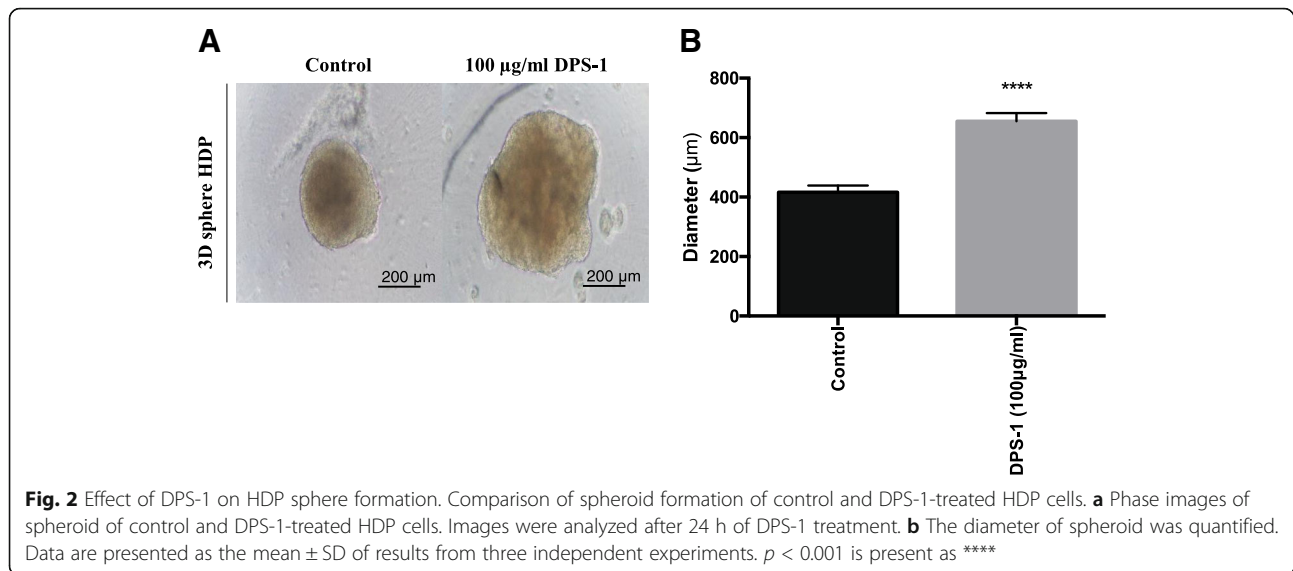 A
Control
100 µg/ml DPS-1
3D sphere HDP
200 µm
200 µm
B
800
600
400
200
0
Diameter (µm)
****
Control
DPS-1 (100µg/ml)
Fig. 2 Effect of DPS-1 on HDP sphere formation. Comparison of spheroid formation of control and DPS-1-treated HDP cells. a Phase images of
spheroid of control and DPS-1-treated HDP cells. Images were analyzed after 24 h of DPS-1 treatment. b The diameter of spheroid was quantified.
Data are presented as the mean ± SD of results from three independent experiments. p < 0.001 is present as ****